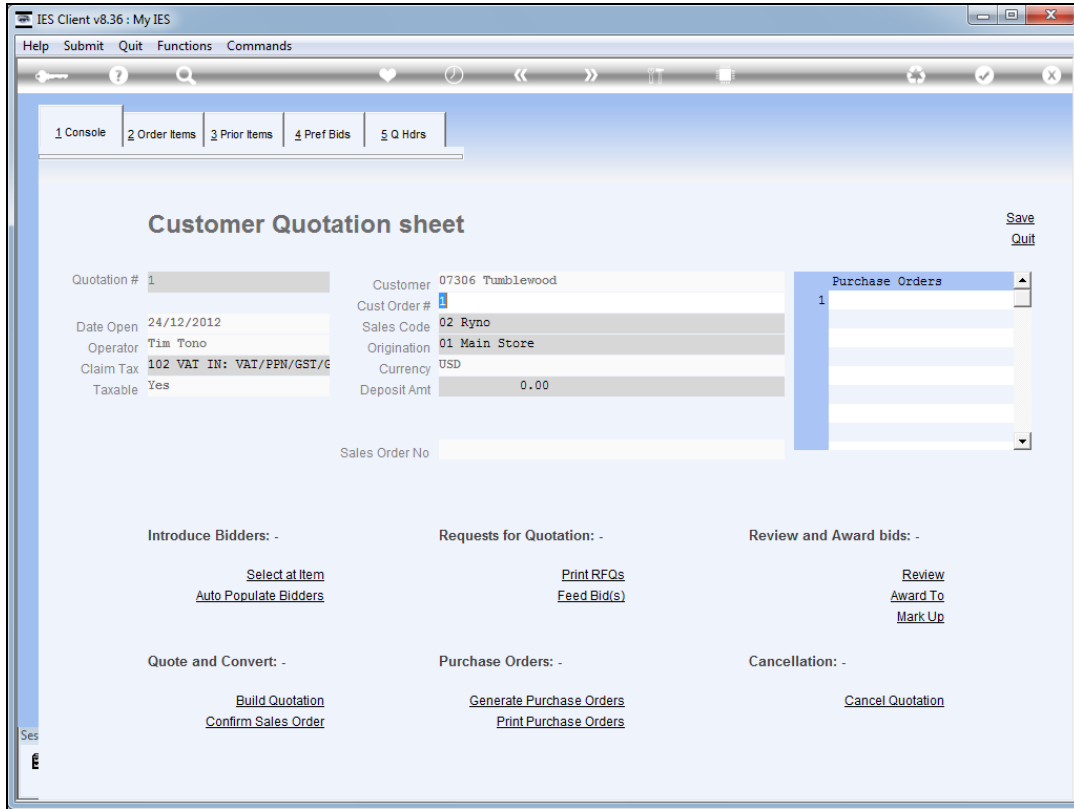 IES Client v8.36 : My IES
Help Submit Quit Functions Commands
1 Console 2 Order Items 3 Prior Items 4 Pref Bids 5 Q Hdrs
Customer Quotation sheet
Save
Quit
Quotation # 1
Customer 07306 Tumblewood
Purchase Orders
Cust Order # 1
1
Date Open 24/12/2012
Sales Code 02 Ryno
Operator Tim Tono
Origination 01 Main Store
Claim Tax 102 VAT IN: VAT/PPN/GST/G
Currency USD
Taxable Yes
Deposit Amt 0.00
Sales Order No
Introduce Bidders: - Requests for Quotation: - Review and Award bids: -
Select at Item Print RFQs Review
Auto Populate Bidders Feed Bid(s) Award To
Mark Up
Quote and Convert: - Purchase Orders: - Cancellation: -
Build Quotation Generate Purchase Orders Cancel Quotation
Confirm Sales Order Print Purchase Orders
Ses